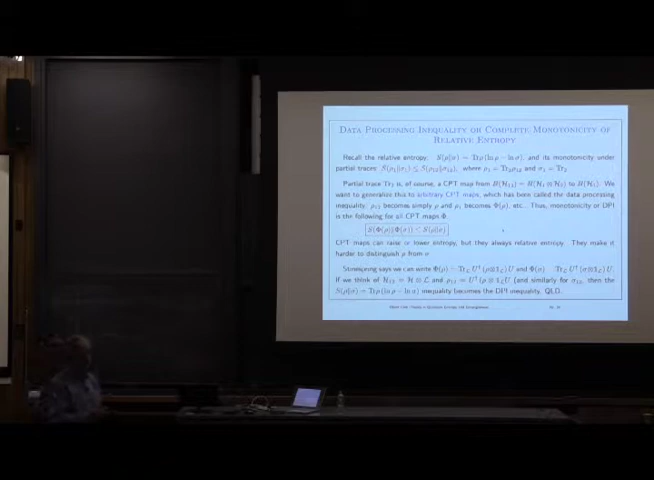 Data Processing Inequality or Complete Monotonicity of
Relative Entropy
Recall the relative entropy. S(ρ||σ) = Trρ(ln ρ − ln σ), and its monotonicity under
partial traces: S(ρ₁||σ₁) ≤ S(ρ₁₂||σ₁₂), where ρ₁ = Tr₂ρ₁₂ and σ₁ = Tr₂
Partial trace Tr₂ is, of course, a CPT map from B(H₁₂) = B(H₁ ⊗ H₂) to B(H₁). We
want to generalize this to arbitrary CPT maps, which has been called the data processing
inequality: ρ₁₂ becomes simply ρ and ρ₁ becomes Φ(ρ), etc.. Thus, monotonicity or DPI
is the following for all CPT maps Φ.
S(Φ(ρ)||Φ(σ)) ≤ S(ρ||σ)
CPT maps can raise or lower entropy, but they always relative entropy. They make it
harder to distinguish ρ from σ
Stinespring says we can write Φ(ρ) = Tr U†(ρ⊗1) U and Φ(σ) = Tr U†(σ⊗1) U.
If we think of H₁₂ = H ⊗ and ρ₁₂ = U†(ρ ⊗ 1 U (and similarly for σ₁₂, then the
S(ρ||σ) = Trρ(ln ρ − ln σ) inequality becomes the DPI inequality. QED.